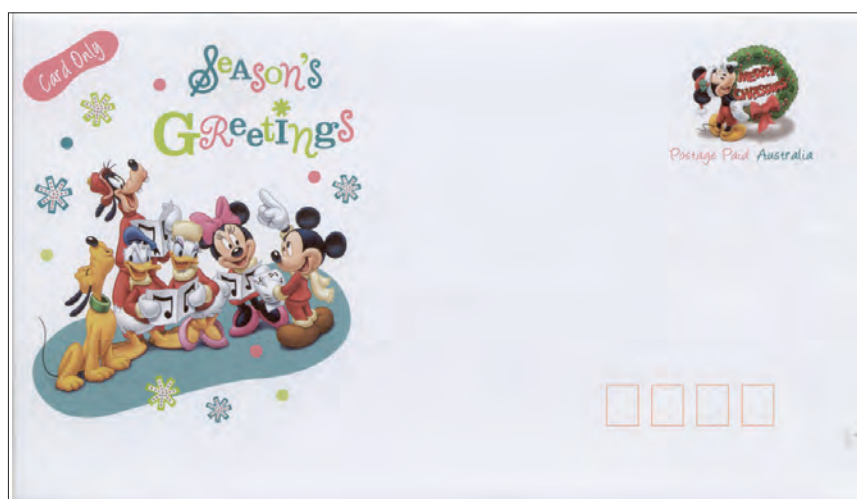 Card Only
Season's
Greetings
MERRY
CHRISTMAS
Postage Paid Australia